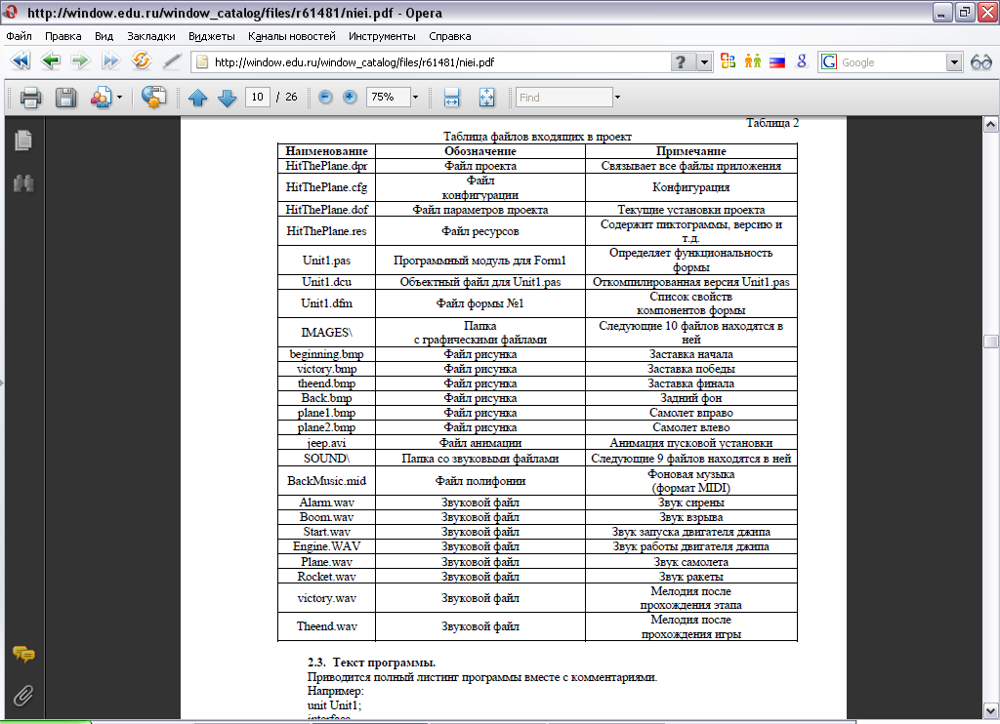 http://window.edu.ru/window_catalog/files/r61481/niei.pdf - Opera
Файл Правка Вид Закладки Виджеты Каналы новостей Инструменты Справка
http://window.edu.ru/window_catalog/files/r61481/niei.pdf ? Google
10 / 26 75% Find
Таблица 2
Таблица файлов входящих в проект
Наименование Обозначение Примечание
HitThePlane.dpr Файл проекта Связывает все файлы приложения
HitThePlane.cfg Файл конфигурации Конфигурация
HitThePlane.dof Файл параметров проекта Текущие установки проекта
HitThePlane.res Файл ресурсов Содержит пиктограммы, версию и т.д.
Unit1.pas Программный модуль для Form1 Определяет функциональность формы
Unit1.dcu Объектный файл для Unit1.pas Откомпилированная версия Unit1.pas
Unit1.dfm Файл формы №1 Список свойств компонентов формы
IMAGES\ Папка с графическими файлами Следующие 10 файлов находятся в ней
beginning.bmp Файл рисунка Заставка начала
victory.bmp Файл рисунка Заставка победы
theend.bmp Файл рисунка Заставка финала
Back.bmp Файл рисунка Задний фон
plane1.bmp Файл рисунка Самолет вправо
plane2.bmp Файл рисунка Самолет влево
jeep.avi Файл анимации Анимация пусковой установки
SOUND\ Папка со звуковыми файлами Следующие 9 файлов находятся в ней
BackMusic.mid Файл полифонии Фоновая музыка (формат MIDI)
Alarm.wav Звуковой файл Звук сирены
Boom.wav Звуковой файл Звук взрыва
Start.wav Звуковой файл Звук запуска двигателя джипа
Engine.WAV Звуковой файл Звук работы двигателя джипа
Plane.wav Звуковой файл Звук самолета
Rocket.wav Звуковой файл Звук ракеты
victory.wav Звуковой файл Мелодия после прохождения этапа
Theend.wav Звуковой файл Мелодия после прохождения игры
2.3. Текст программы.
Приводится полный листинг программы вместе с комментариями.
Например:
unit Unit1;
interface